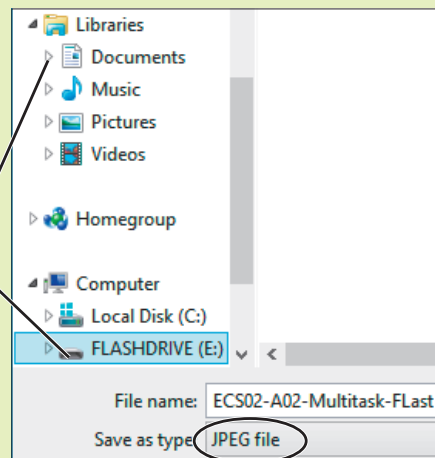 Libraries
Documents
Music
Pictures
Videos
Homegroup
Computer
Local Disk (C:)
FLASHDRIVE (E:)
File name: ECS02-A02-Multitask-FLast
Save as type: JPEG file